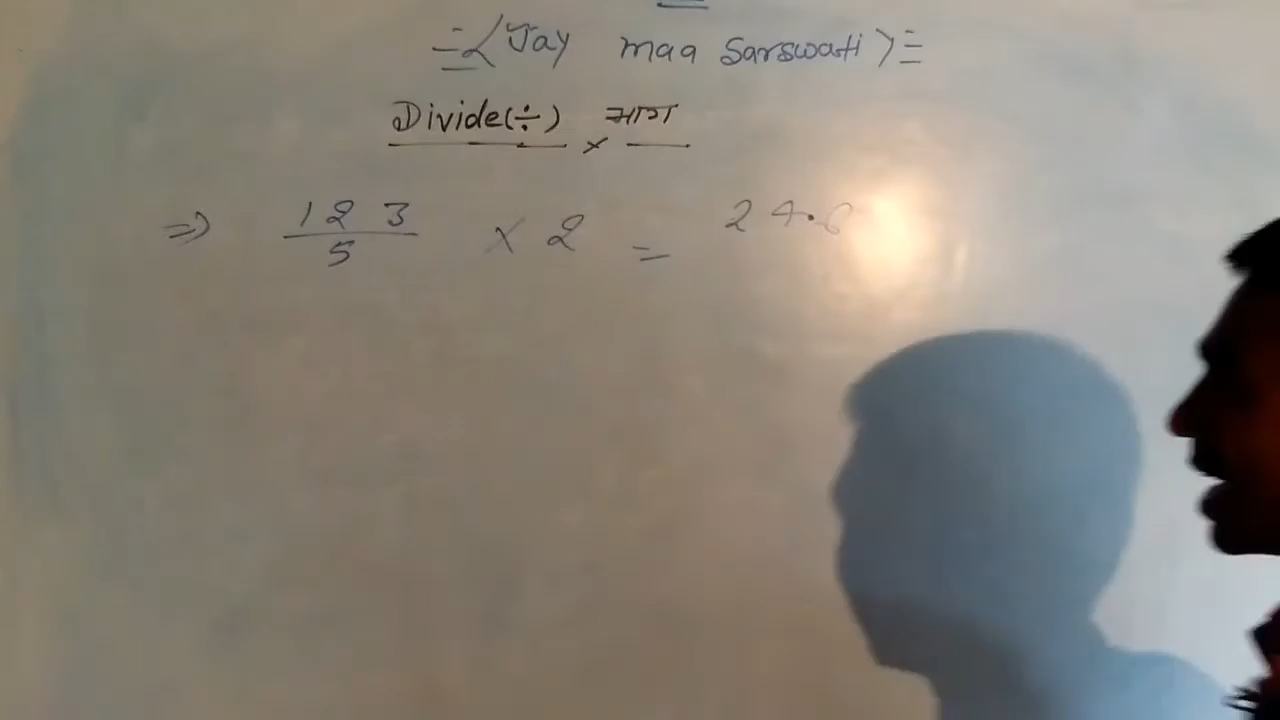 =< Jay maa Sarswati >=
Divide(÷) × भाग
=> 123/5 × 2 = 24.6